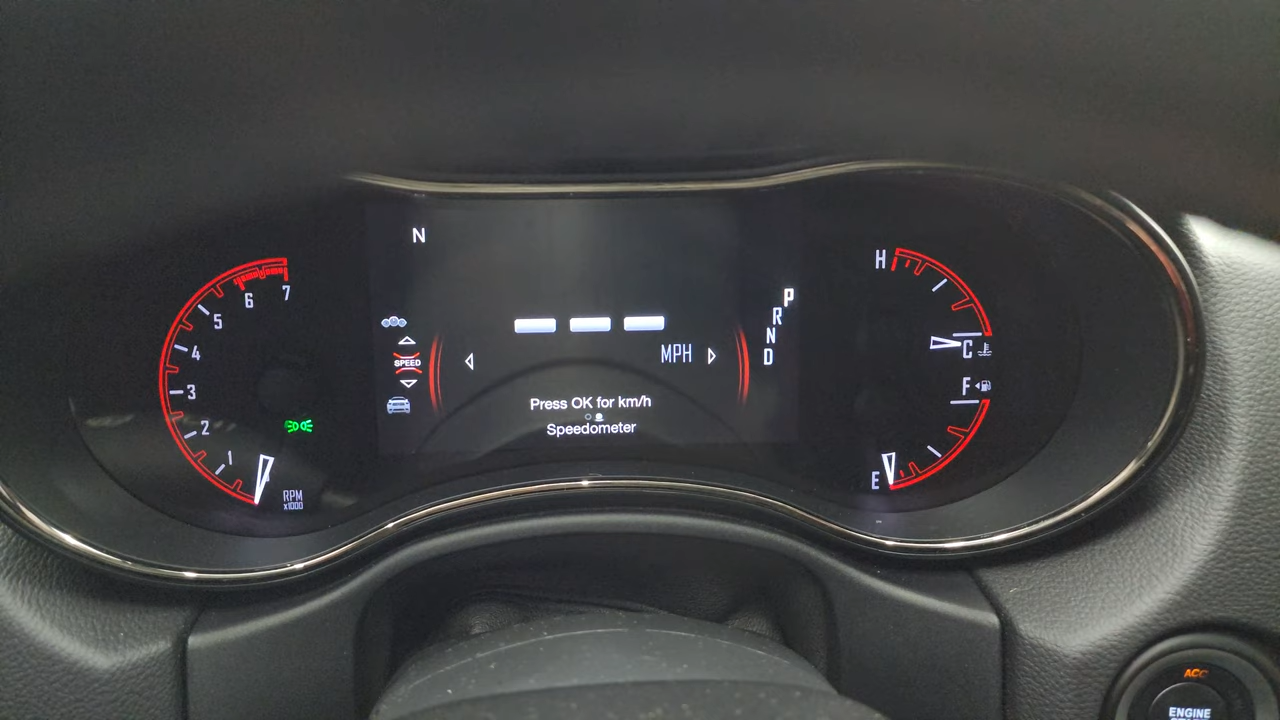 N
7
6
5
4
3
2
1
RPM
x1000
SPEED
MPH
Press OK for km/h
Speedometer
P
R
N
D
H
C
F
E
ACC
ENGINE